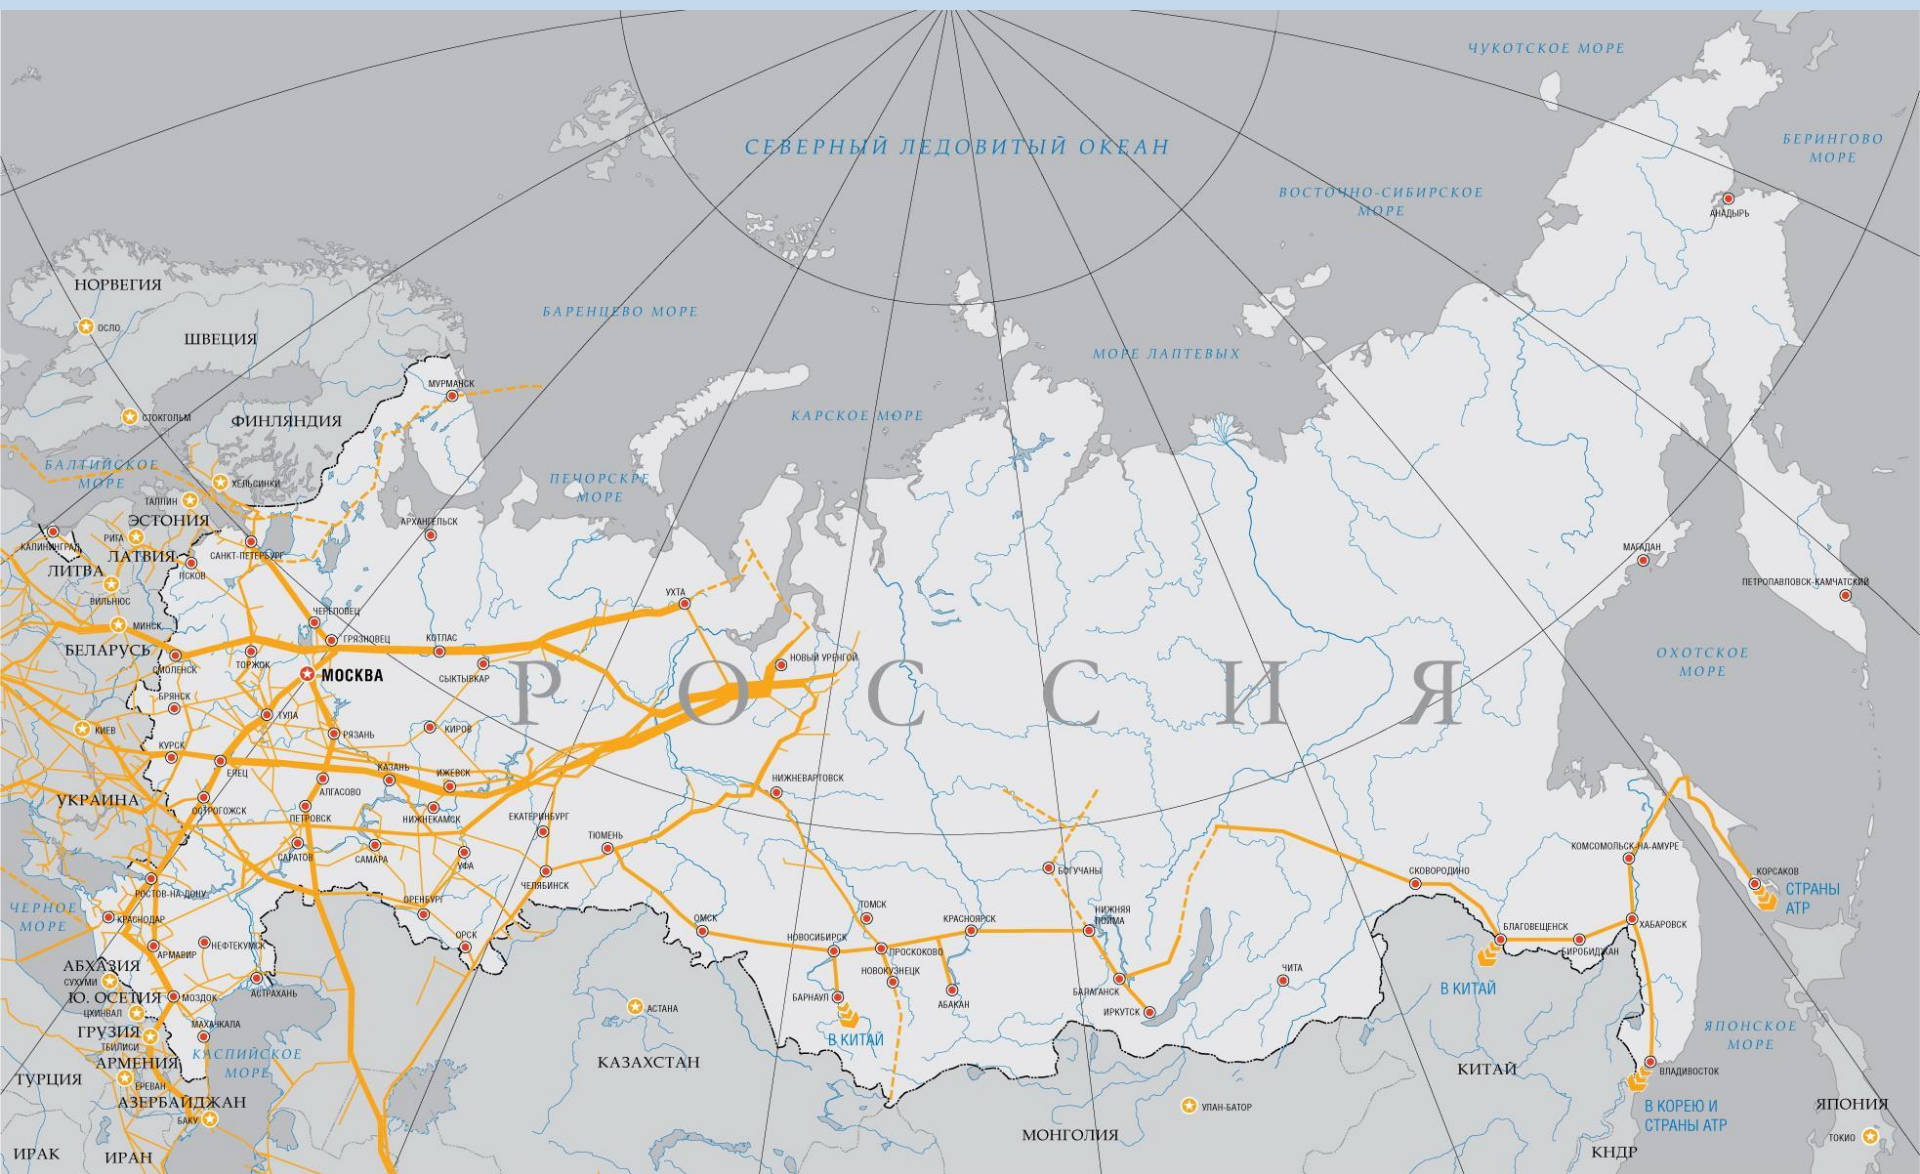 ЧУКОТСКОЕ МОРЕ
БЕРИНГОВО
МОРЕ
СЕВЕРНЫЙ ЛЕДОВИТЫЙ ОКЕАН
ВОСТОЧНО-СИБИРСКОЕ
МОРЕ
АНАДЫРЬ
НОРВЕГИЯ
ОСЛО
ШВЕЦИЯ
БАРЕНЦЕВО МОРЕ
МОРЕ ЛАПТЕВЫХ
МУРМАНСК
СТОКГОЛЬМ
ФИНЛЯНДИЯ
КАРСКОЕ МОРЕ
БАЛТИЙСКОЕ
МОРЕ
ХЕЛЬСИНКИ
ПЕЧОРСКРЕ
МОРЕ
ТАЛЛИН
ЭСТОНИЯ
АРХАНГЕЛЬСК
РИГА
КАЛИНИНГРАД
ЛАТВИЯ
САНКТ-ПЕТЕРБУРГ
МАГАДАН
ЛИТВА
ПСКОВ
ПЕТРОПАВЛОВСК-КАМЧАТСКИЙ
ВИЛЬНЮС
УХТА
ЧЕРЕПОВЕЦ
МИНСК
ГРЯЗОВЕЦ
КОТЛАС
БЕЛАРУСЬ
СМОЛЕНСК
ТОРЖОК
МОСКВА
СЫКТЫВКАР
НОВЫЙ УРЕНГОЙ
ОХОТСКОЕ
МОРЕ
РОССИЯ
БРЯНСК
ТУЛА
КИЕВ
РЯЗАНЬ
КИРОВ
КУРСК
ЕЛЕЦ
КАЗАНЬ
ИЖЕВСК
НИЖНЕВАРТОВСК
АЛГАСОВО
УКРАИНА
ОСТРОГОЖСК
ПЕТРОВСК
НИЖНЕКАМСК
ЕКАТЕРИНБУРГ
ТЮМЕНЬ
КОМСОМОЛЬСК-НА-АМУРЕ
САРАТОВ
САМАРА
УФА
БОГУЧАНЫ
СКОВОРОДИНО
КОРСАКОВ
СТРАНЫ
АТР
РОСТОВ-НА-ДОНУ
ЧЕЛЯБИНСК
ОРЕНБУРГ
ЧЕРНОЕ
МОРЕ
КРАСНОДАР
ОМСК
ТОМСК
КРАСНОЯРСК
НИЖНЯЯ
ПОЙМА
БЛАГОВЕЩЕНСК
ХАБАРОВСК
ОРСК
НОВОСИБИРСК
ПРОСКОКОВО
БИРОБИДЖАН
АРМАВИР
НЕФТЕКУМСК
АБХАЗИЯ
СУХУМИ
НОВОКУЗНЕЦК
ЧИТА
В КИТАЙ
АСТРАХАНЬ
Ю. ОСЕТИЯ
МОЗДОК
БАРНАУЛ
АБАКАН
БАЛАГАНСК
ЦХИНВАЛ
АСТАНА
ИРКУТСК
МАХАЧКАЛА
ГРУЗИЯ
ТБИЛИСИ
В КИТАЙ
ЯПОНСКОЕ
МОРЕ
КАСПИЙСКОЕ
МОРЕ
АРМЕНИЯ
КАЗАХСТАН
КИТАЙ
ВЛАДИВОСТОК
ТУРЦИЯ
ЕРЕВАН
АЗЕРБАЙДЖАН
БАКУ
УЛАН-БАТОР
В КОРЕЮ И
СТРАНЫ АТР
ЯПОНИЯ
ТОКИО
МОНГОЛИЯ
ИРАК
ИРАН
КНДР